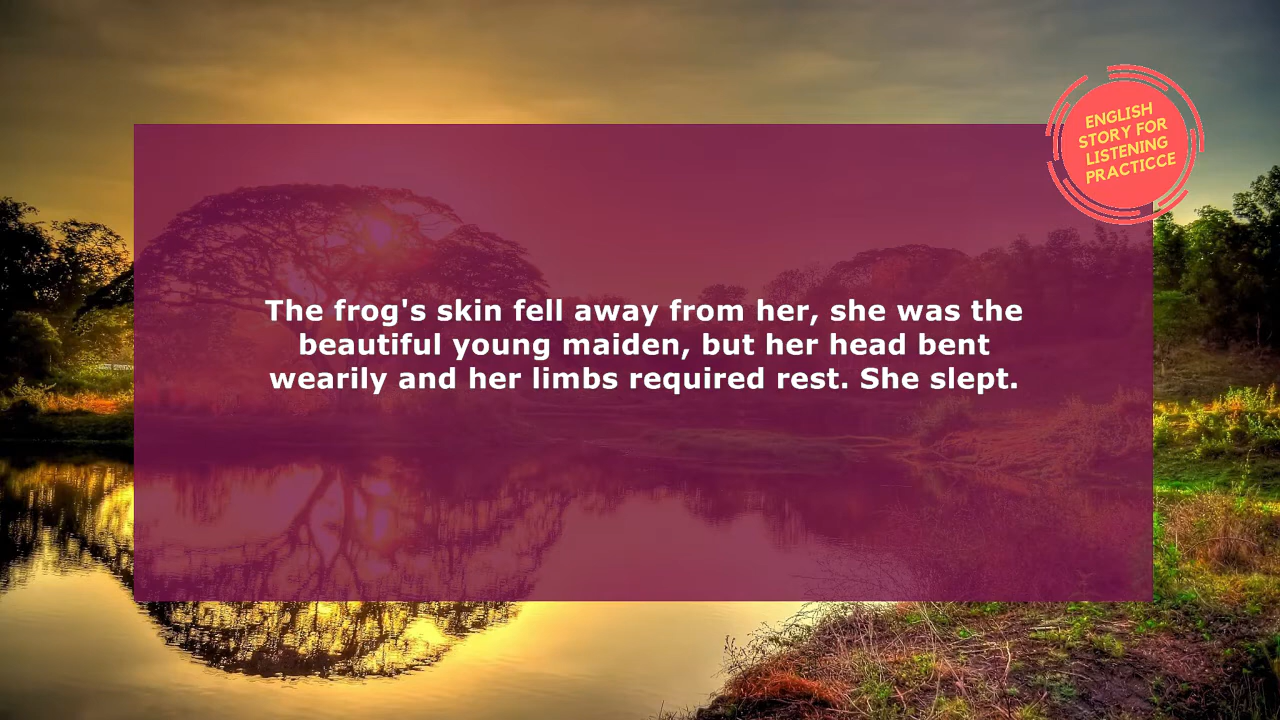 ENGLISH
STORY FOR
LISTENING
PRACTICCE
The frog's skin fell away from her, she was the
beautiful young maiden, but her head bent
wearily and her limbs required rest. She slept.